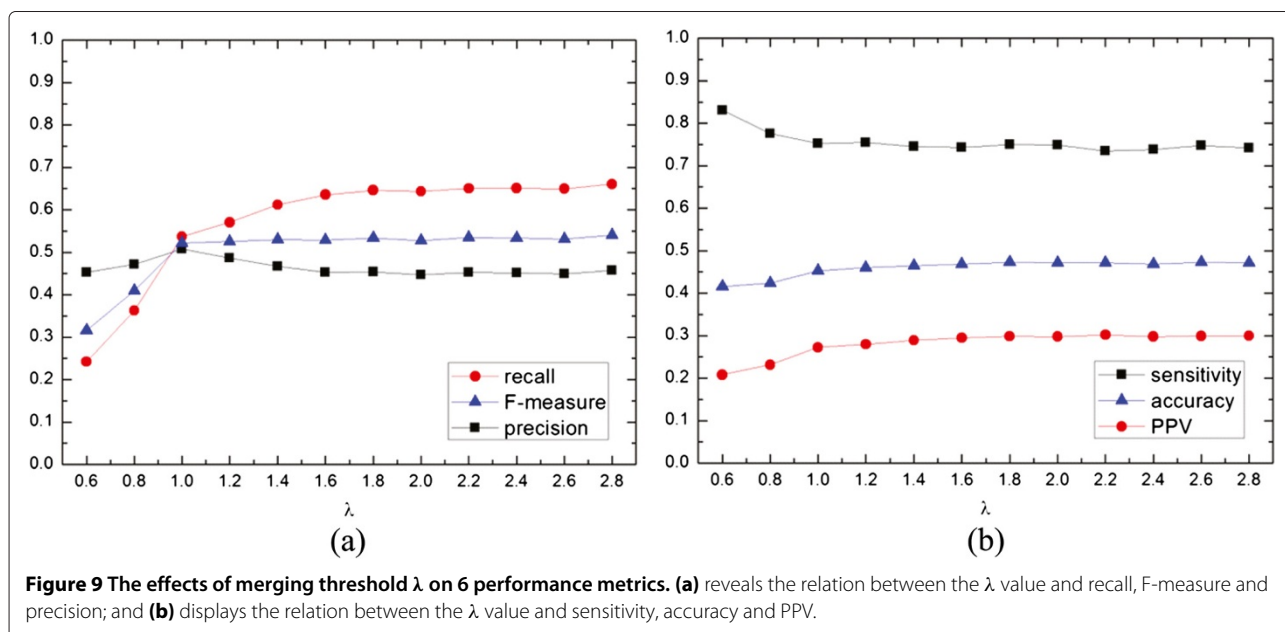 1.0
0.9
0.8
0.7
0.6
0.5
0.4
0.3
0.2
0.1
0.0
0.6 0.8 1.0 1.2 1.4 1.6 1.8 2.0 2.2 2.4 2.6 2.8
λ
recall
F-measure
precision
(a)
1.0
0.9
0.8
0.7
0.6
0.5
0.4
0.3
0.2
0.1
0.0
0.6 0.8 1.0 1.2 1.4 1.6 1.8 2.0 2.2 2.4 2.6 2.8
λ
sensitivity
accuracy
PPV
(b)
Figure 9 The effects of merging threshold λ on 6 performance metrics. (a) reveals the relation between the λ value and recall, F-measure and
precision; and (b) displays the relation between the λ value and sensitivity, accuracy and PPV.